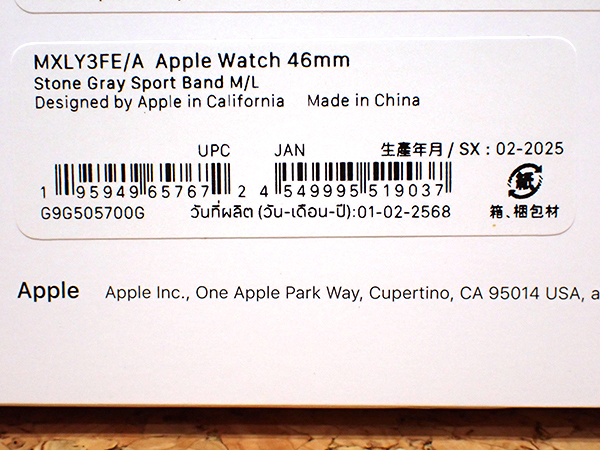 MXLY3FE/A Apple Watch 46mm
Stone Gray Sport Band M/L
Designed by Apple in California Made in China
UPC JAN 生產年月 / SX : 02-2025
1 95949 65767 2 4 549995 519037
紙
G9G505700G วันที่ผลิต (วัน-เดือน-ปี):01-02-2568 箱、梱包材
Apple Apple Inc., One Apple Park Way, Cupertino, CA 95014 USA, a